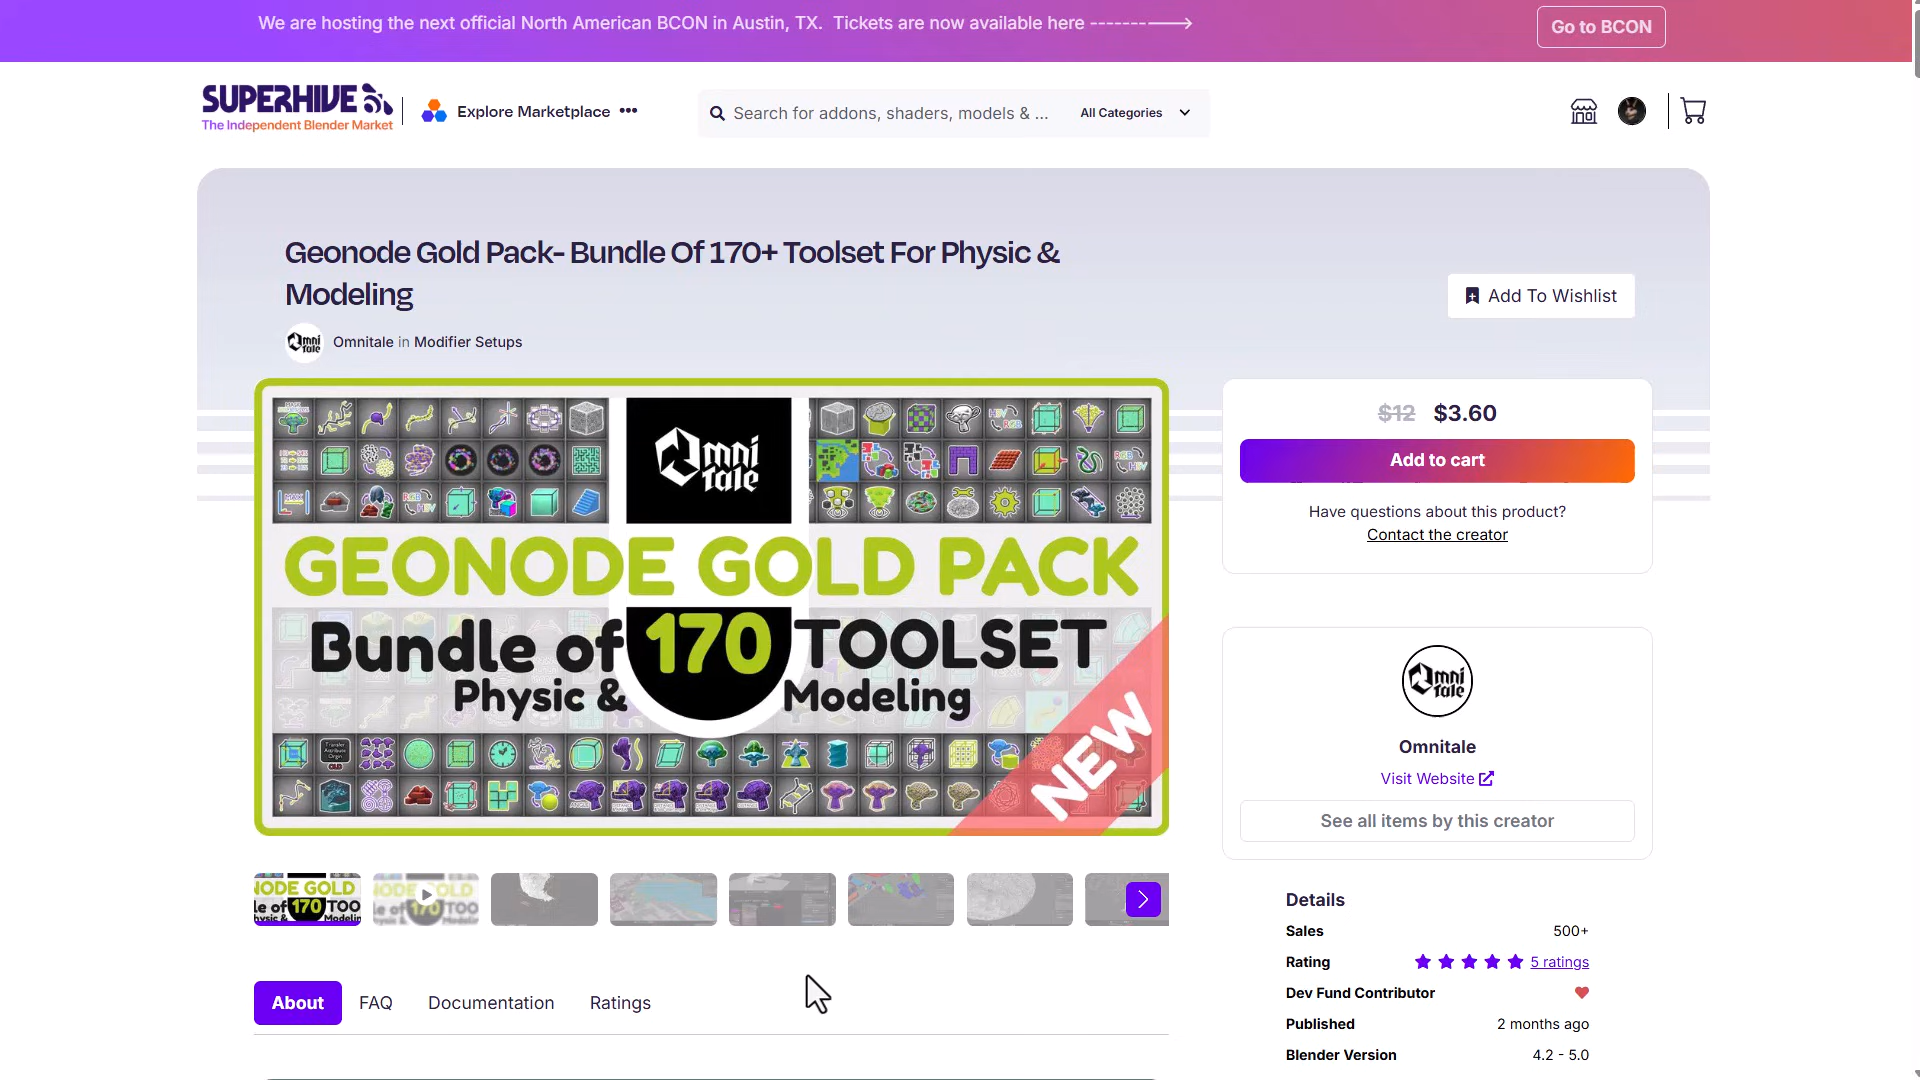 We are hosting the next official North American BCON in Austin, TX. Tickets are now available here ------->
Go to BCON
SUPERHIVE
The Independent Blender Market
Explore Marketplace •••
Search for addons, shaders, models & ...
All Categories
Geonode Gold Pack- Bundle Of 170+ Toolset For Physic &
Modeling
Add To Wishlist
Omnitale in Modifier Setups
$12 $3.60
Add to cart
Have questions about this product?
Contact the creator
Omnitale
GEONODE GOLD PACK
Bundle of 170 TOOLSET
Physic & Modeling
NEW
Omnitale
Omnitale
Visit Website
See all items by this creator
Details
Sales 500+
Rating 5 ratings
Dev Fund Contributor
Published 2 months ago
Blender Version 4.2 - 5.0
About
FAQ
Documentation
Ratings